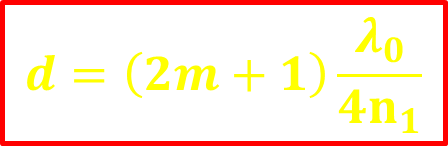 d = (2m + 1) λ₀/4n₁